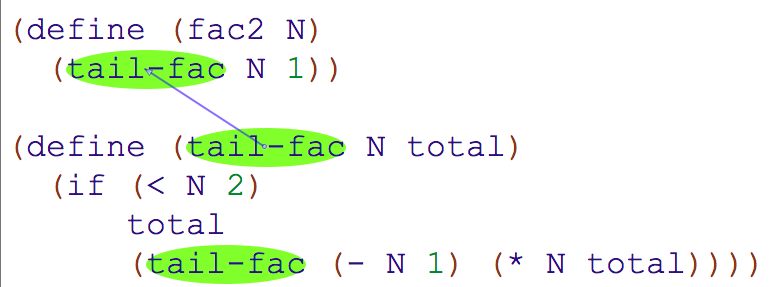 (define (fac2 N)
(tail-fac N 1))
(define (tail-fac N total)
(if (< N 2)
total
(tail-fac (- N 1) (* N total))))